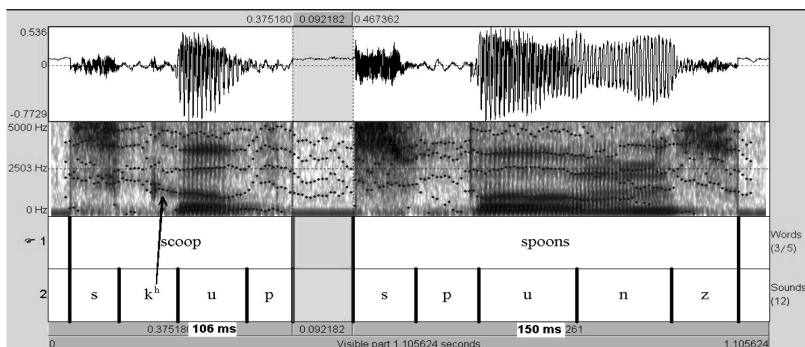 0.375180 0.092182 0.467362
0.536
0
-0.7729
5000 Hz
2503 Hz
0 Hz
1 scoop spoons Words
(3/5)
2 s kʰ u p s p u n z Sounds
(12)
0.375180 106 ms 0.092182 150 ms 261
0 Visible part 1.105624 seconds 1.105624